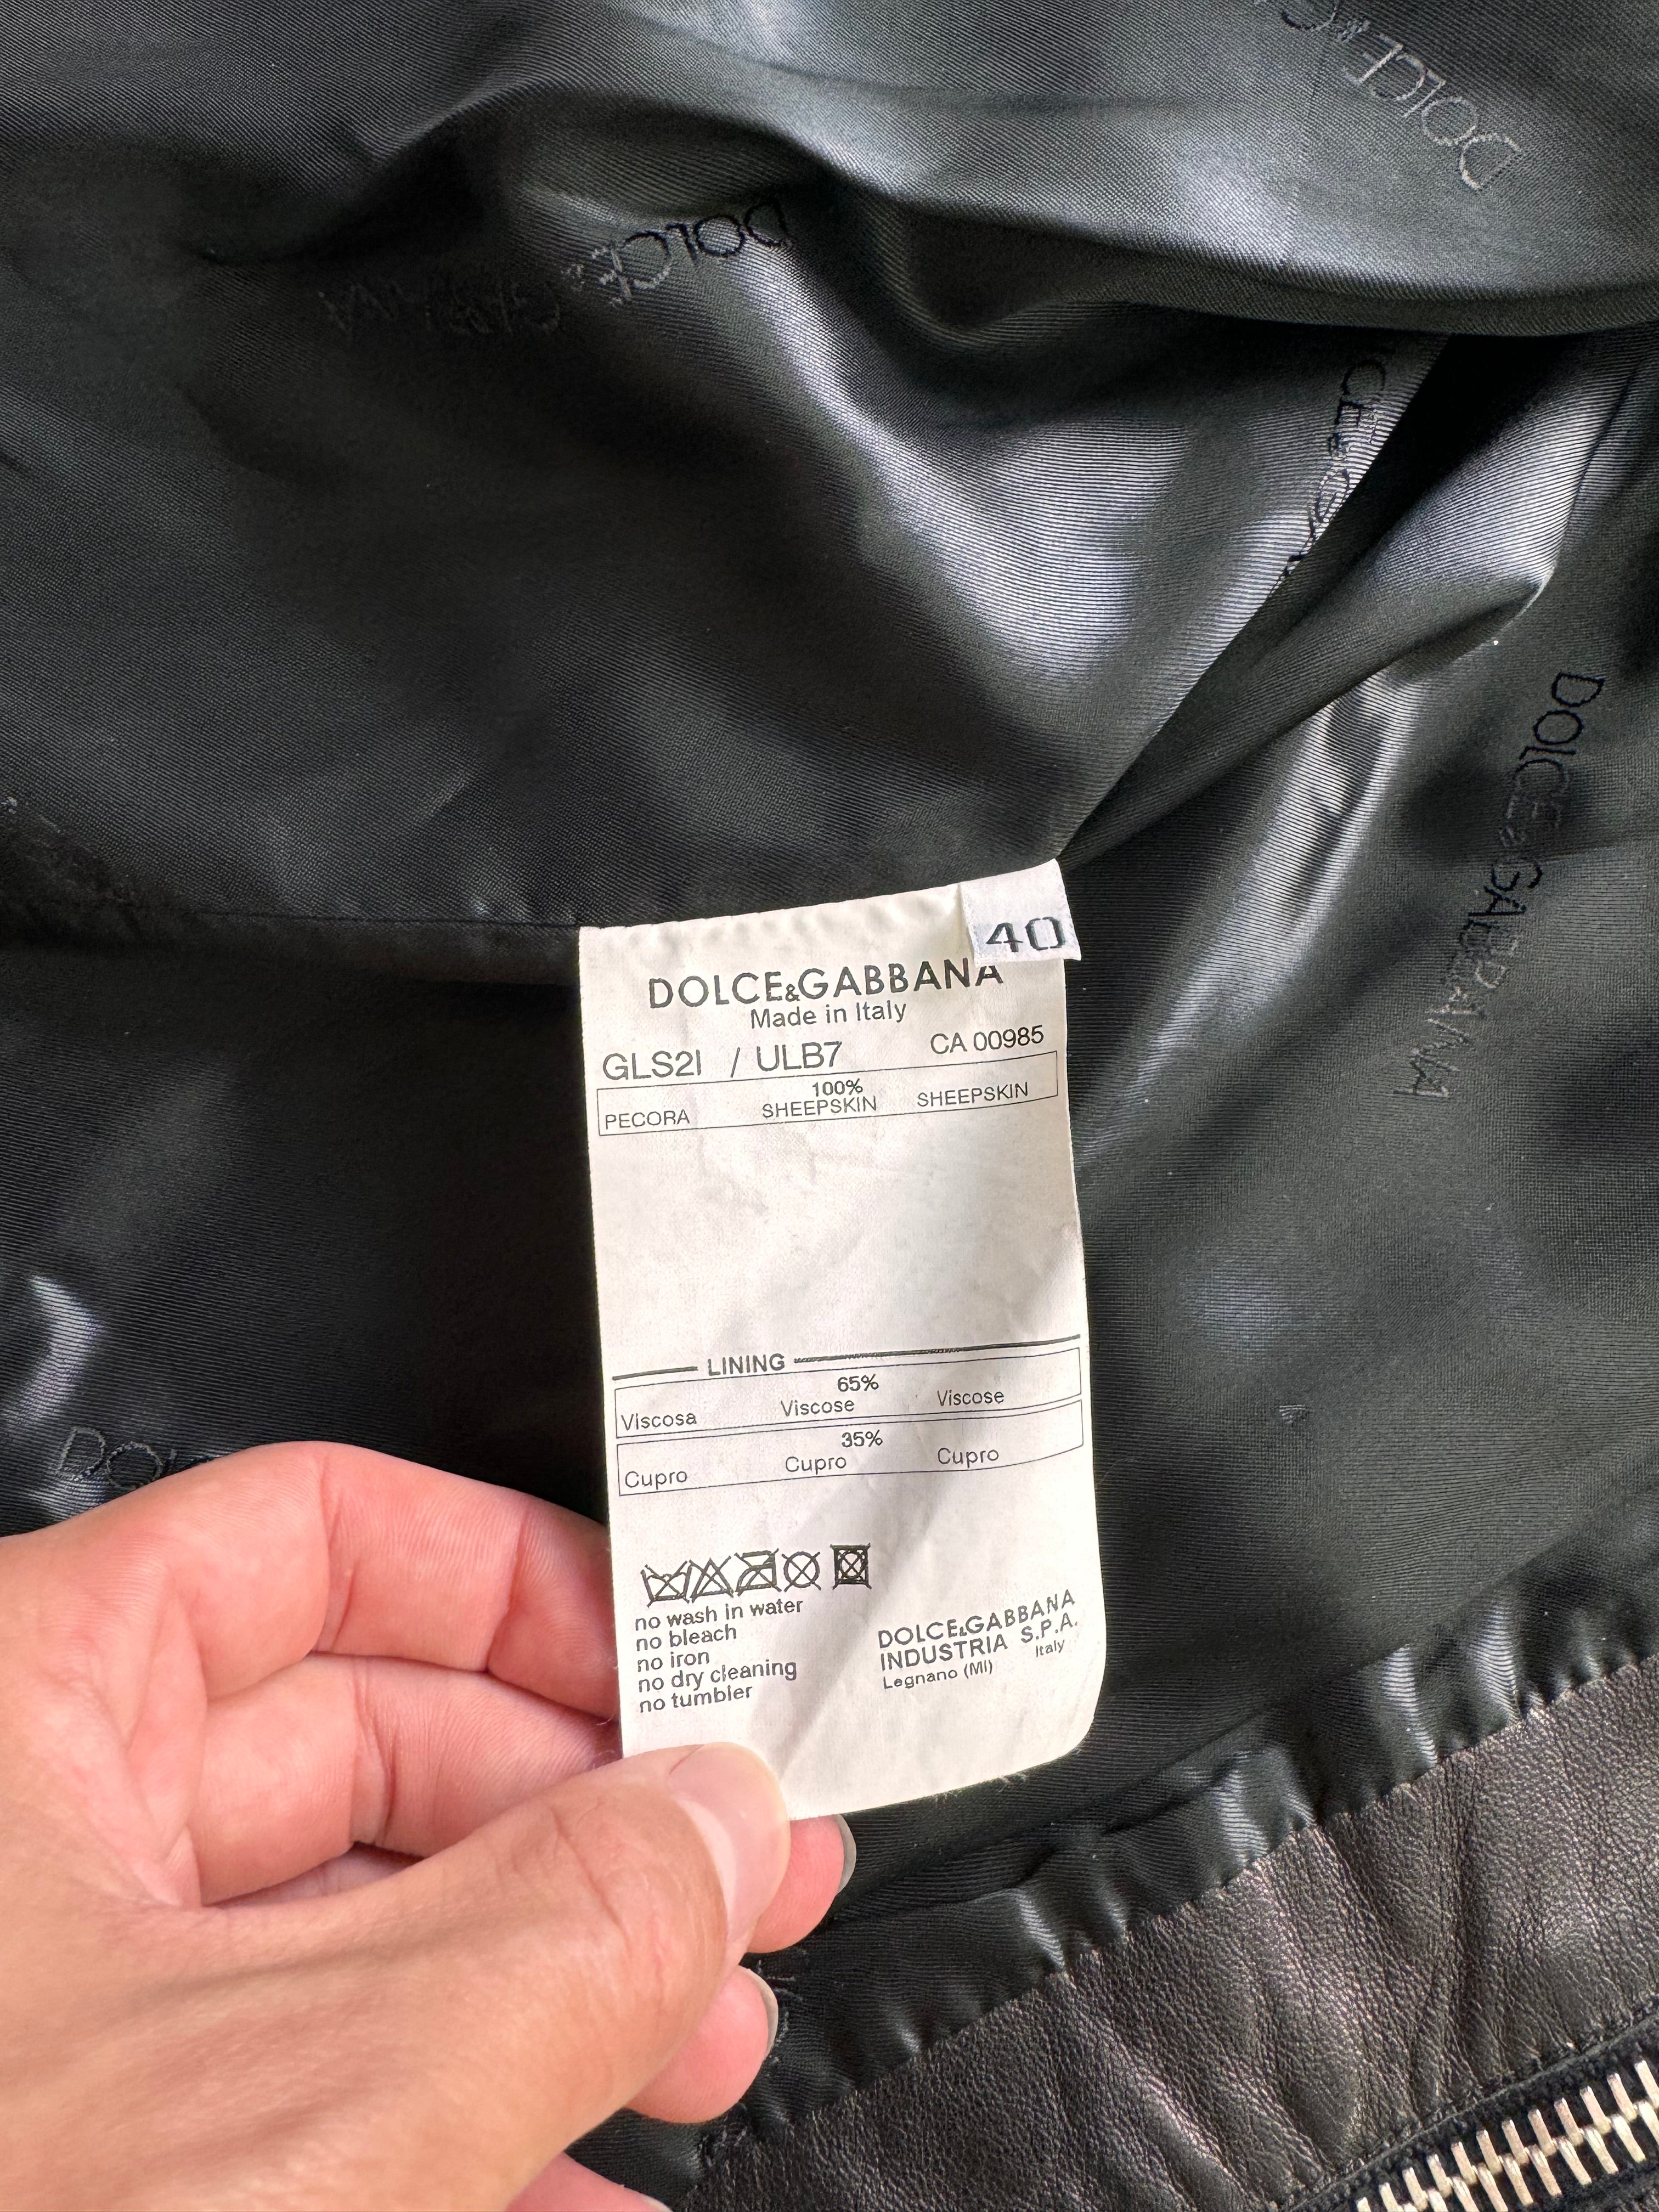 DOLCE &
DOLCE & GABBANA
DOLCE & GABBANA
40
DOLCE&GABBANA
Made in Italy
GLS2I / ULB7 CA 00985
100%
PECORA SHEEPSKIN SHEEPSKIN
LINING
65%
Viscosa Viscose Viscose
35%
Cupro Cupro Cupro
no wash in water
no bleach
no iron
no dry cleaning
no tumbler
DOLCE&GABBANA
INDUSTRIA S.P.A.
Legnano (MI) Italy